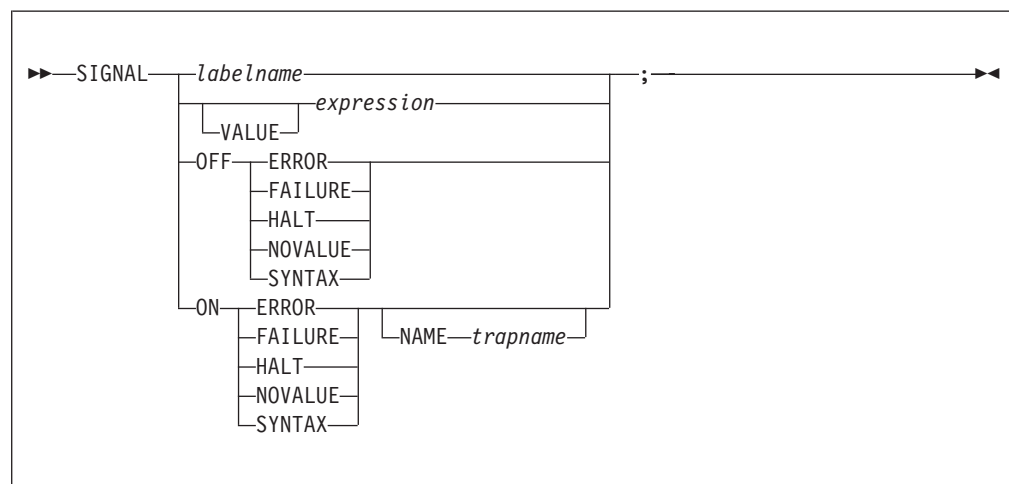 SIGNAL labelname ;
expression
VALUE
OFF ERROR
FAILURE
HALT
NOVALUE
SYNTAX
ON ERROR
FAILURE NAME trapname
HALT
NOVALUE
SYNTAX